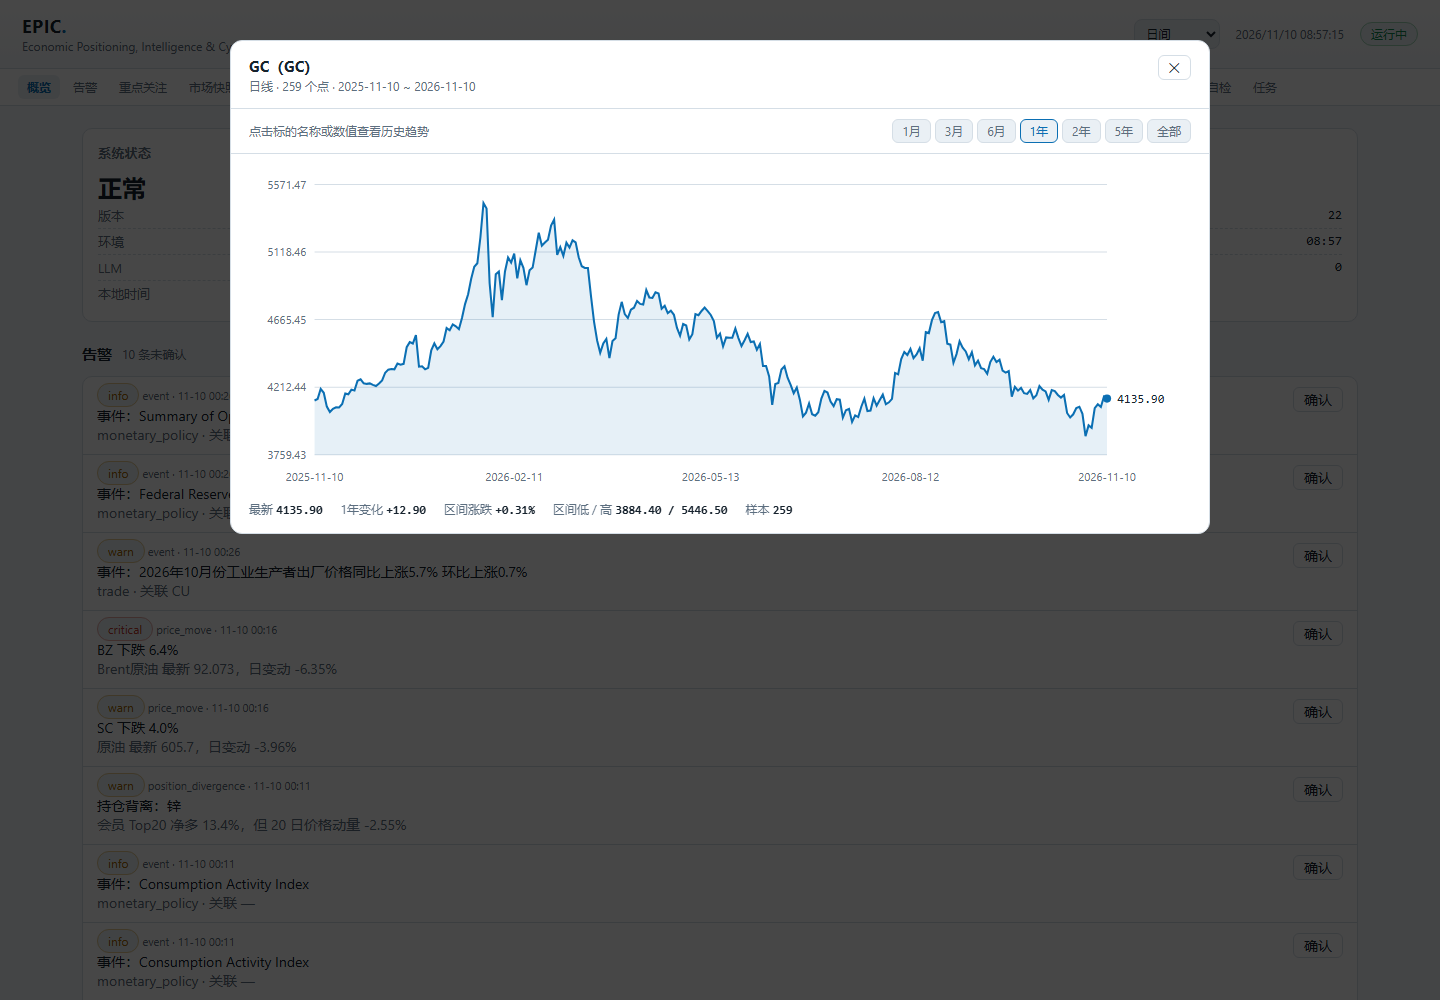 EPIC.
Economic Positioning, Intelligence & Cy
日间
2026/11/10 08:57:15
运行中
概览
告警
重点关注
市场快
自检
任务
GC（GC）
日线 · 259 个点 · 2025-11-10 ~ 2026-11-10
点击标的名称或数值查看历史趋势
1月
3月
6月
1年
2年
5年
全部
5571.47
5118.46
4665.45
4212.44
3759.43
4135.90
2025-11-10
2026-02-11
2026-05-13
2026-08-12
2026-11-10
最新 4135.90 1年变化 +12.90 区间涨跌 +0.31% 区间低 / 高 3884.40 / 5446.50 样本 259
系统状态
正常
版本
环境
LLM
本地时间
22
08:57
0
告警 10 条未确认
info event · 11-10 00:2
事件：Summary of Op
monetary_policy · 关联
确认
info event · 11-10 00:2
事件：Federal Reserve
monetary_policy · 关联
确认
warn event · 11-10 00:26
事件：2026年10月份工业生产者出厂价格同比上涨5.7% 环比上涨0.7%
trade · 关联 CU
确认
critical price_move · 11-10 00:16
BZ 下跌 6.4%
Brent原油 最新 92.073，日变动 -6.35%
确认
warn price_move · 11-10 00:16
SC 下跌 4.0%
原油 最新 605.7，日变动 -3.96%
确认
warn position_divergence · 11-10 00:11
持仓背离：锌
会员 Top20 净多 13.4%，但 20 日价格动量 -2.55%
确认
info event · 11-10 00:11
事件：Consumption Activity Index
monetary_policy · 关联 —
确认
info event · 11-10 00:11
事件：Consumption Activity Index
monetary_policy · 关联 —
确认